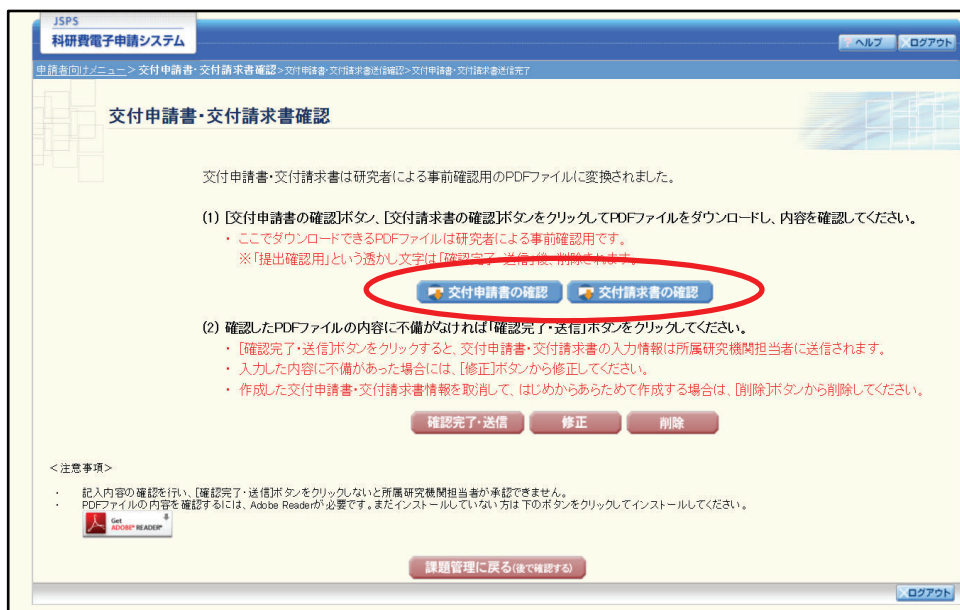 JSPS
科研費電子申請システム
ヘルプ ログアウト
申請者向けメニュー>交付申請書・交付請求書確認>交付申請書・交付請求書送信確認>交付申請書・交付請求書送信完了
交付申請書・交付請求書確認
交付申請書・交付請求書は研究者による事前確認用のPDFファイルに変換されました。
(1) [交付申請書の確認]ボタン、[交付請求書の確認]ボタンをクリックしてPDFファイルをダウンロードし、内容を確認してください。
・ ここでダウンロードできるPDFファイルは研究者による事前確認用です。
※「提出確認用」という透かし文字は「確認完了・送信」後、削除されます。
交付申請書の確認 交付請求書の確認
(2) 確認したPDFファイルの内容に不備がなければ「確認完了・送信」ボタンをクリックしてください。
・ [確認完了・送信]ボタンをクリックすると、交付申請書・交付請求書の入力情報は所属研究機関担当者に送信されます。
・ 入力した内容に不備があった場合には、[修正]ボタンから修正してください。
・ 作成した交付申請書・交付請求書情報を取消して、はじめからあらためて作成する場合は、[削除]ボタンから削除してください。
確認完了・送信 修正 削除
<注意事項>
・ 記入内容の確認を行い、[確認完了・送信]ボタンをクリックしないと所属研究機関担当者が承認できません。
・ PDFファイルの内容を確認するには、Adobe Readerが必要です。まだインストールしていない方は下のボタンをクリックしてインストールしてください。
Get
ADOBE® READER®
課題管理に戻る(後で確認する)
ログアウト